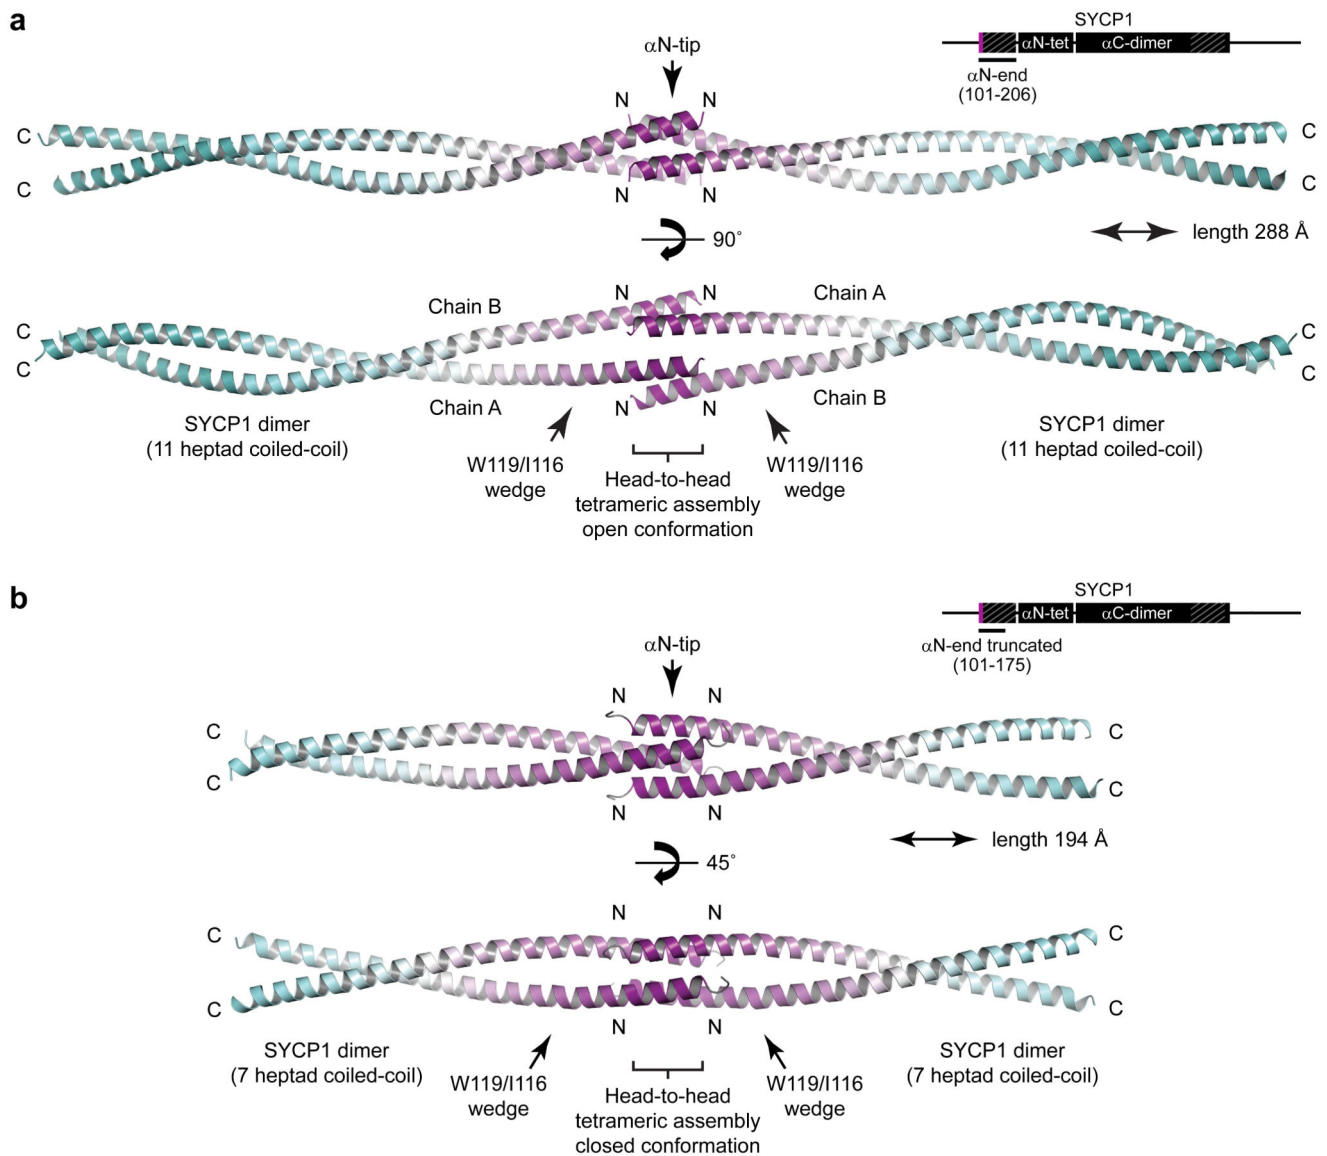 a
SYCP1
αN-tet αC-dimer
αN-end
(101-206)
αN-tip
N N
C C
C C
N N
90°
length 288 Å
N N
Chain B Chain A
C C
C C
Chain A Chain B
N N
SYCP1 dimer
(11 heptad coiled-coil)
W119/I116
wedge
Head-to-head
tetrameric assembly
open conformation
W119/I116
wedge
SYCP1 dimer
(11 heptad coiled-coil)
b
SYCP1
αN-tet αC-dimer
αN-end truncated
(101-175)
αN-tip
N N
C C
C C
N N
length 194 Å
45°
N N
C C
C C
N N
SYCP1 dimer
(7 heptad coiled-coil)
W119/I116
wedge
Head-to-head
tetrameric assembly
closed conformation
W119/I116
wedge
SYCP1 dimer
(7 heptad coiled-coil)